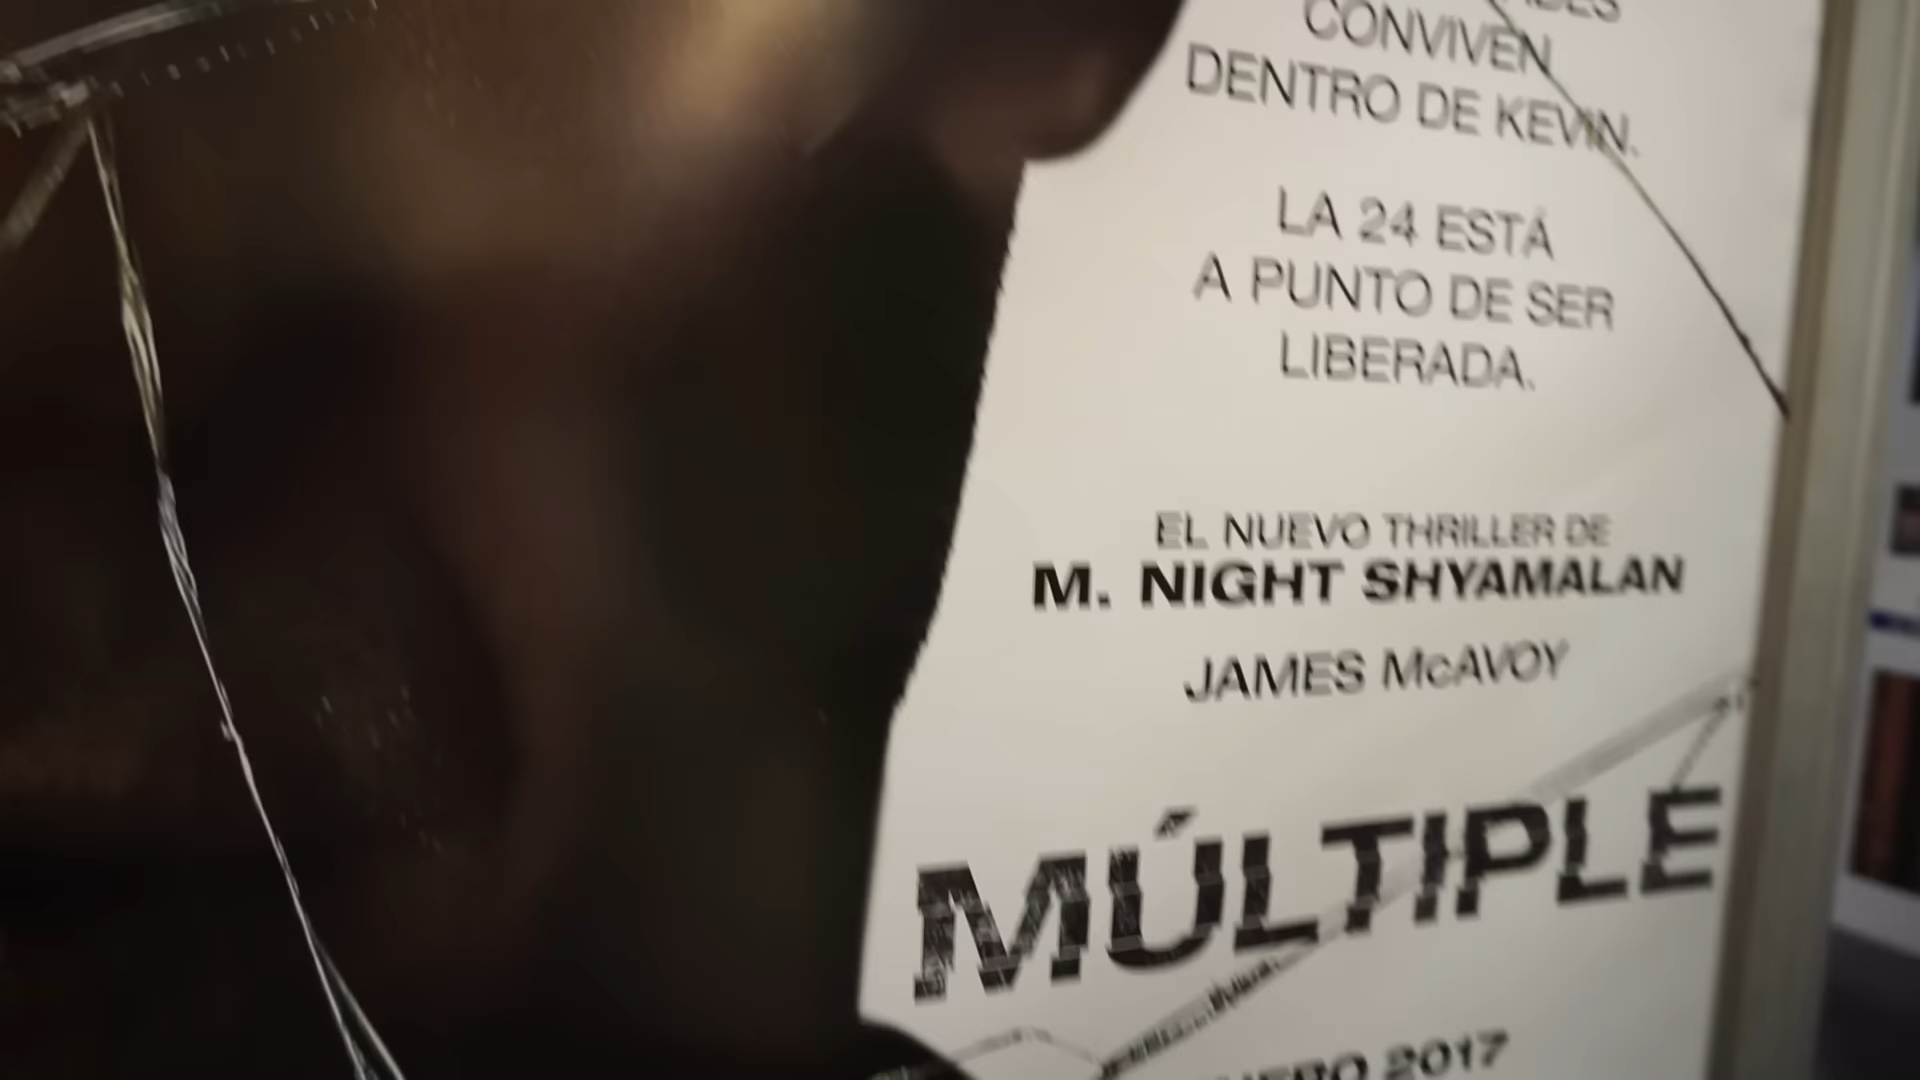 CONVIVEN
DENTRO DE KEVIN.
LA 24 ESTÁ
A PUNTO DE SER
LIBERADA.
EL NUEVO THRILLER DE
M. NIGHT SHYAMALAN
JAMES McAVOY
MÚLTIPLE
2017